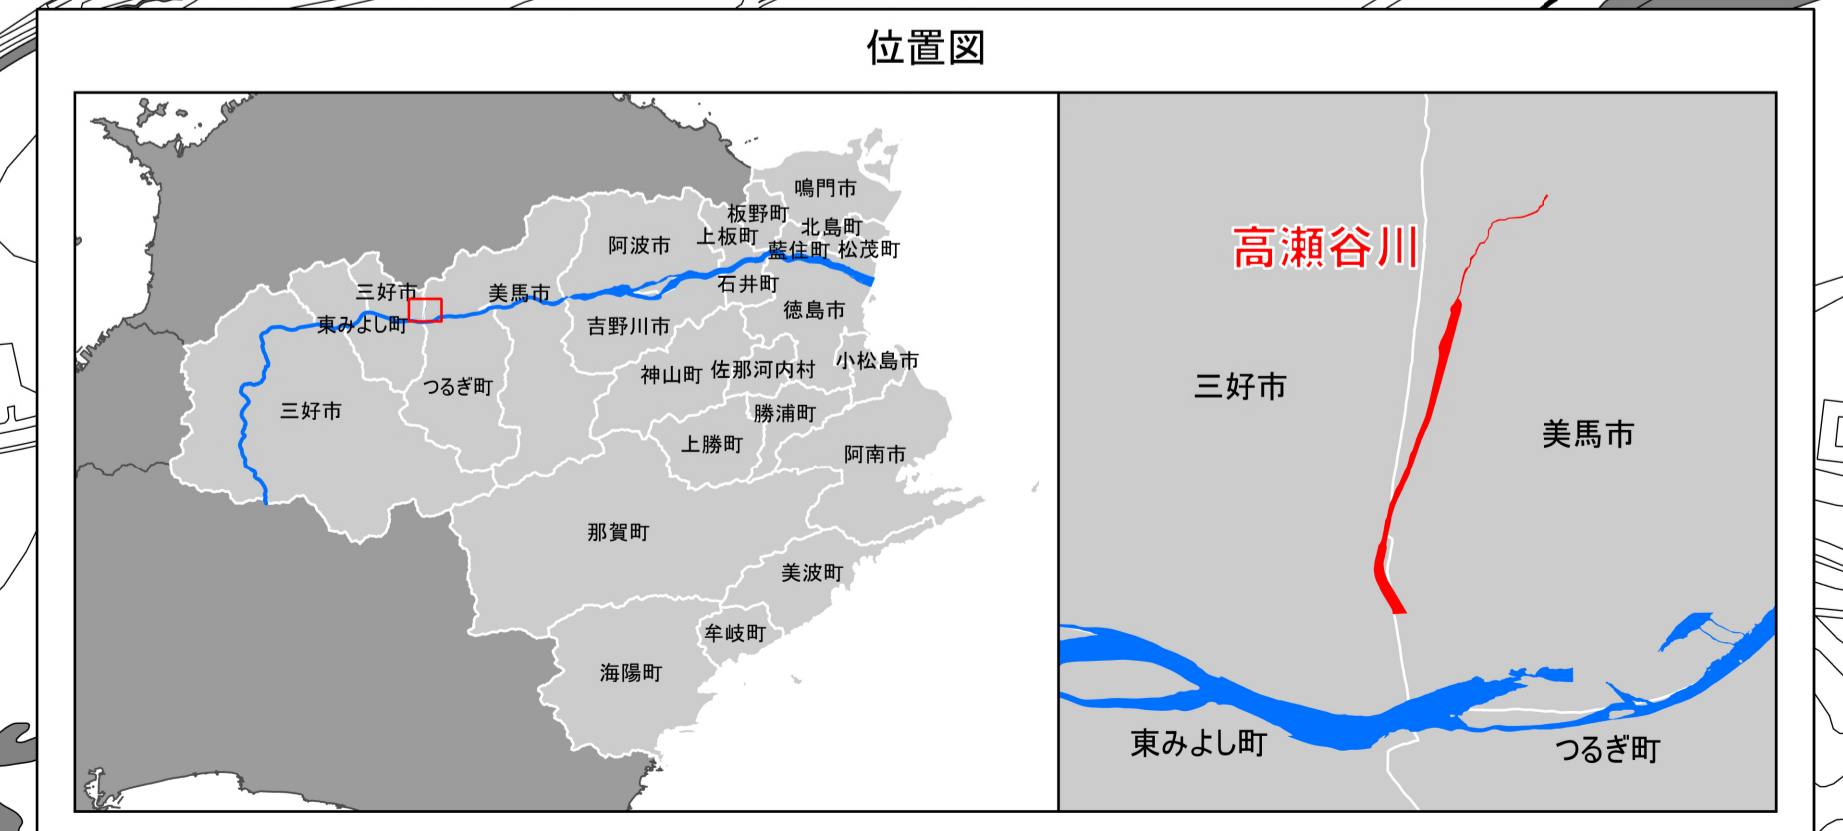 位置図
鳴門市
板野町
北島町
上板町
阿波市
藍住町
松茂町
石井町
三好市
美馬市
徳島市
東みよし町
吉野川市
小松島市
佐那河内村
神山町
つるぎ町
三好市
勝浦町
上勝町
阿南市
那賀町
美波町
牟岐町
海陽町
高瀬谷川
三好市
美馬市
東みよし町
つるぎ町